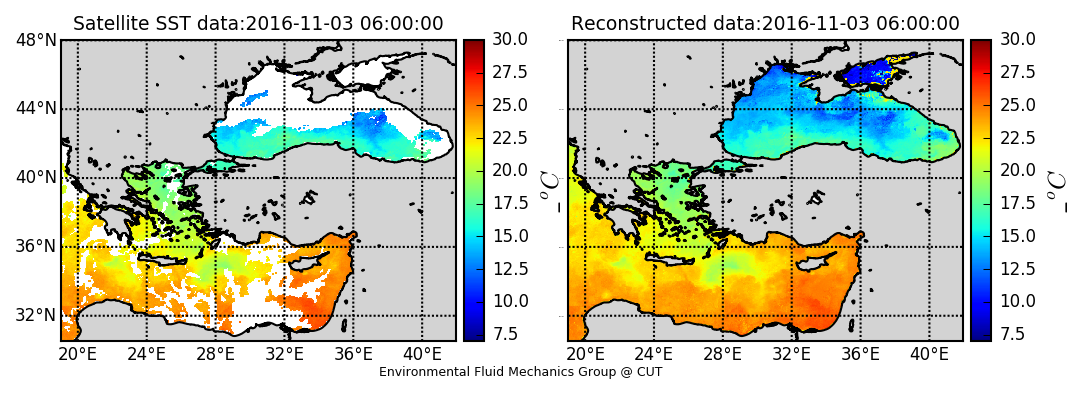 Satellite SST data:2016-11-03 06:00:00
48°N
44°N
40°N
36°N
32°N
20°E 24°E 28°E 32°E 36°E 40°E
30.0
27.5
25.0
22.5
20.0
17.5
15.0
12.5
10.0
7.5
_°C
Reconstructed data:2016-11-03 06:00:00
20°E 24°E 28°E 32°E 36°E 40°E
30.0
27.5
25.0
22.5
20.0
17.5
15.0
12.5
10.0
7.5
_°C
Environmental Fluid Mechanics Group @ CUT